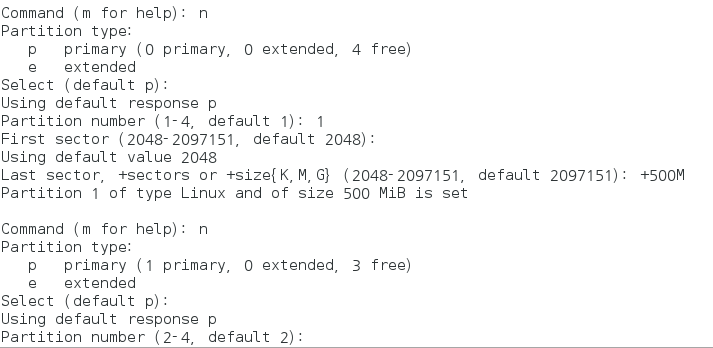 Command (m for help): n
Partition type:
   p   primary (0 primary, 0 extended, 4 free)
   e   extended
Select (default p):
Using default response p
Partition number (1-4, default 1): 1
First sector (2048-2097151, default 2048):
Using default value 2048
Last sector, +sectors or +size{K,M,G} (2048-2097151, default 2097151): +500M
Partition 1 of type Linux and of size 500 MiB is set

Command (m for help): n
Partition type:
   p   primary (1 primary, 0 extended, 3 free)
   e   extended
Select (default p):
Using default response p
Partition number (2-4, default 2):